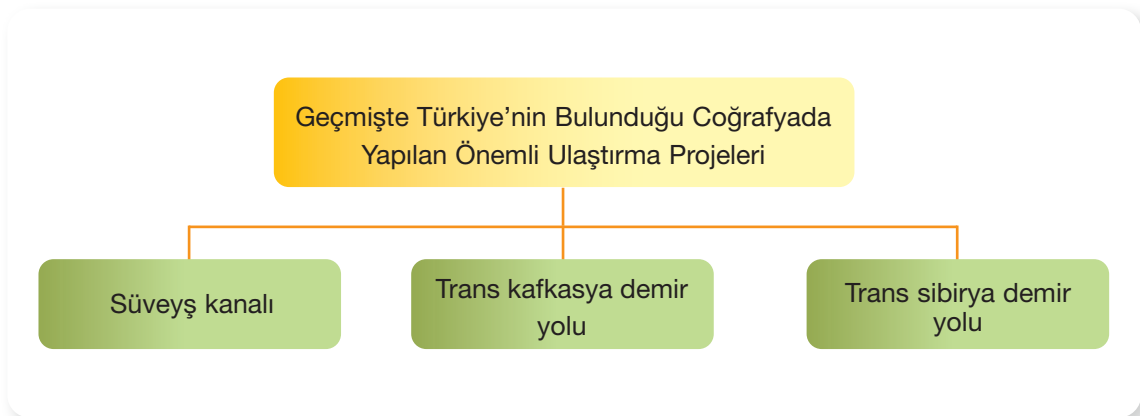 Geçmişte Türkiye'nin Bulunduğu Coğrafyada
Yapılan Önemli Ulaştırma Projeleri
Süveyş kanalı
Trans kafkasya demir
yolu
Trans sibirya demir
yolu